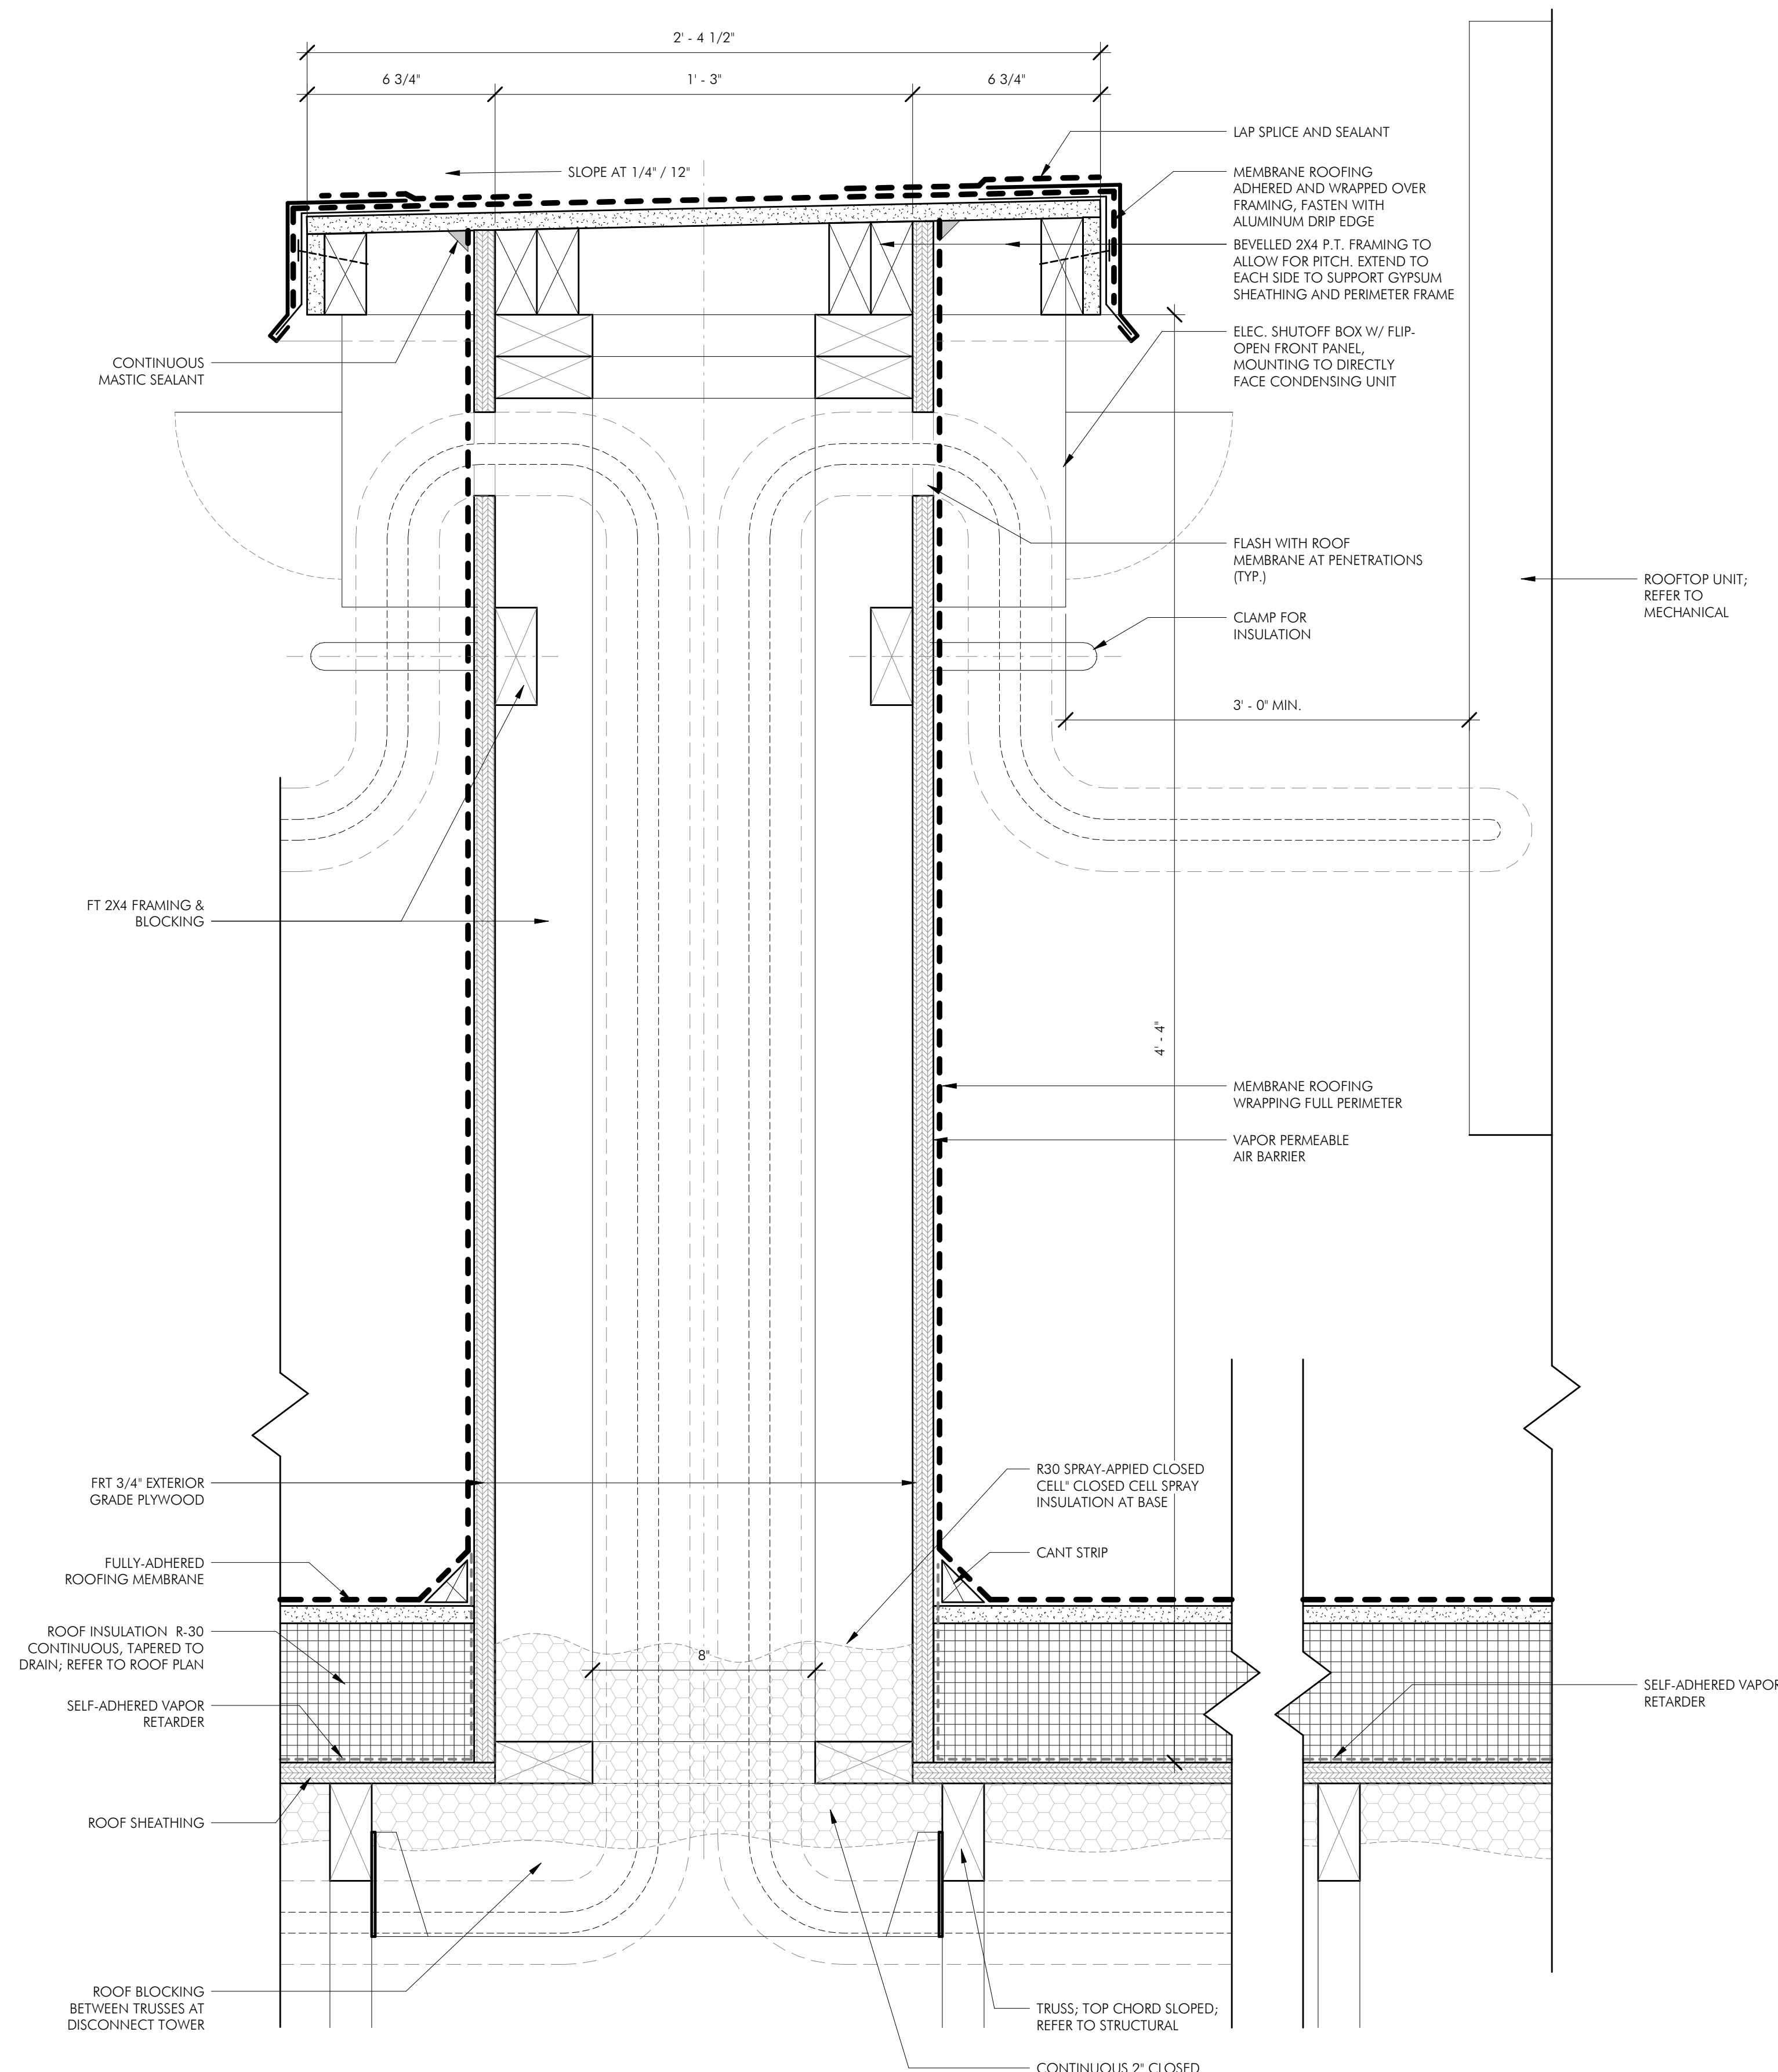 2' - 4 1/2"
6 3/4"
1' - 3"
6 3/4"
LAP SPLICE AND SEALANT
SLOPE AT 1/4" / 12"
MEMBRANE ROOFING
ADHERED AND WRAPPED OVER
FRAMING, FASTEN WITH
ALUMINUM DRIP EDGE
BEVELLED 2X4 P.T. FRAMING TO
ALLOW FOR PITCH. EXTEND TO
EACH SIDE TO SUPPORT GYPSUM
SHEATHING AND PERIMETER FRAME
ELEC. SHUTOFF BOX W/ FLIP-
OPEN FRONT PANEL,
MOUNTING TO DIRECTLY
FACE CONDENSING UNIT
CONTINUOUS
MASTIC SEALANT
FLASH WITH ROOF
MEMBRANE AT PENETRATIONS
(TYP.)
ROOFTOP UNIT;
REFER TO
MECHANICAL
CLAMP FOR
INSULATION
3' - 0" MIN.
FT 2X4 FRAMING &
BLOCKING
4' - 4"
MEMBRANE ROOFING
WRAPPING FULL PERIMETER
VAPOR PERMEABLE
AIR BARRIER
FRT 3/4" EXTERIOR
GRADE PLYWOOD
R30 SPRAY-APPIED CLOSED
CELL" CLOSED CELL SPRAY
INSULATION AT BASE
FULLY-ADHERED
ROOFING MEMBRANE
CANT STRIP
ROOF INSULATION R-30
CONTINUOUS, TAPERED TO
DRAIN; REFER TO ROOF PLAN
8"
SELF-ADHERED VAPOR
RETARDER
SELF-ADHERED VAPOR
RETARDER
ROOF SHEATHING
ROOF BLOCKING
BETWEEN TRUSSES AT
DISCONNECT TOWER
TRUSS; TOP CHORD SLOPED;
REFER TO STRUCTURAL
CONTINUOUS 2" CLOSED